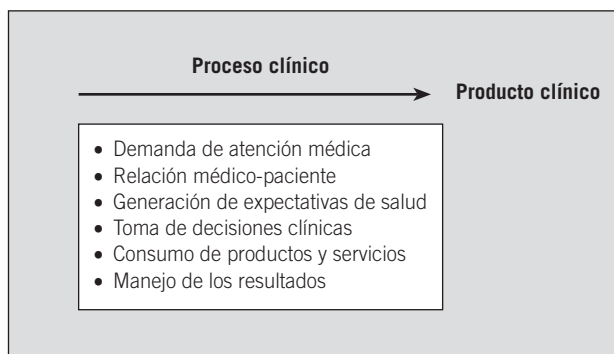 Proceso clínico
Producto clínico
• Demanda de atención médica
• Relación médico-paciente
• Generación de expectativas de salud
• Toma de decisiones clínicas
• Consumo de productos y servicios
• Manejo de los resultados